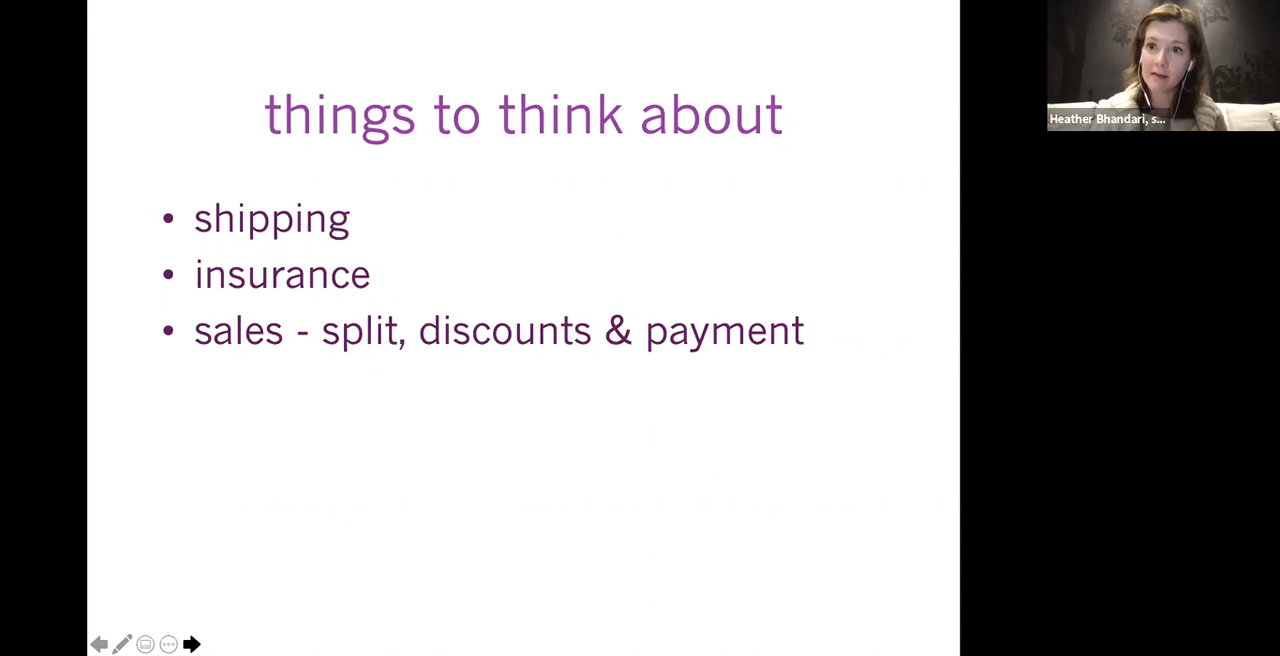 things to think about
• shipping
• insurance
• sales - split, discounts & payment
Heather Bhandari, s...